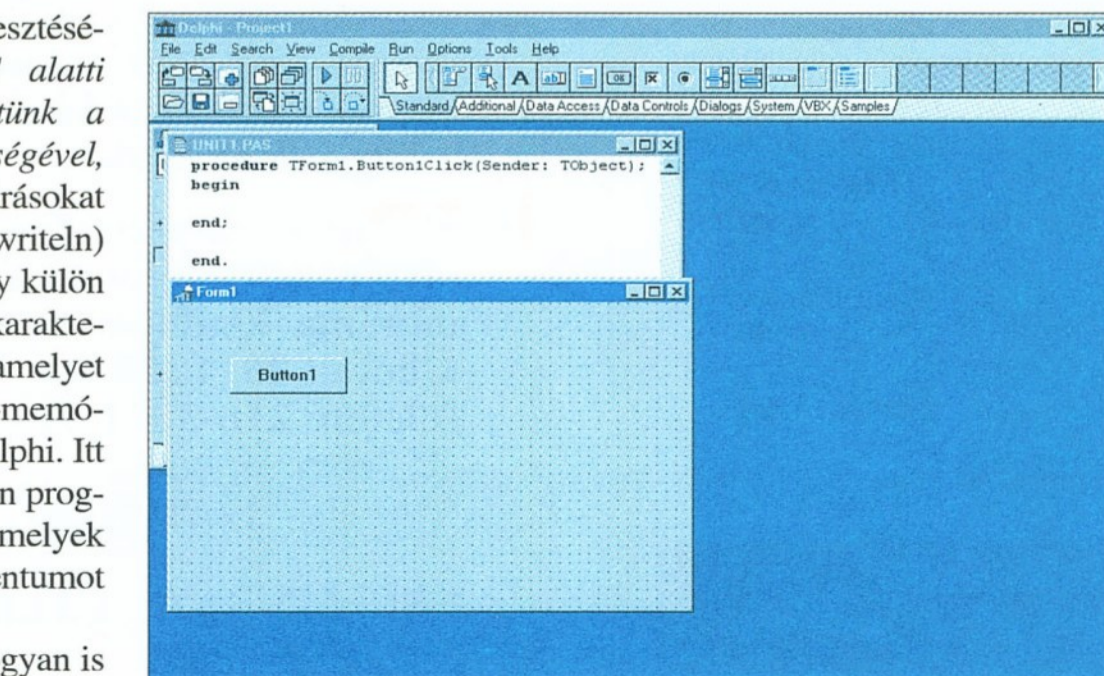 esztésé-
alatti
tünk a
ségével,
rásokat
writeln)
y külön
karakte-
amelyet
memó-
lphi. Itt
n prog-
melyek
entumot
gyan is
Delphi - Project1
File Edit Search View Compile Run Options Tools Help
A ab OK
Standard Additional Data Access Data Controls Dialogs System VBX Samples
UNIT1.PAS
procedure TForm1.Button1Click(Sender: TObject);
begin
end;
end.
Form1
Button1